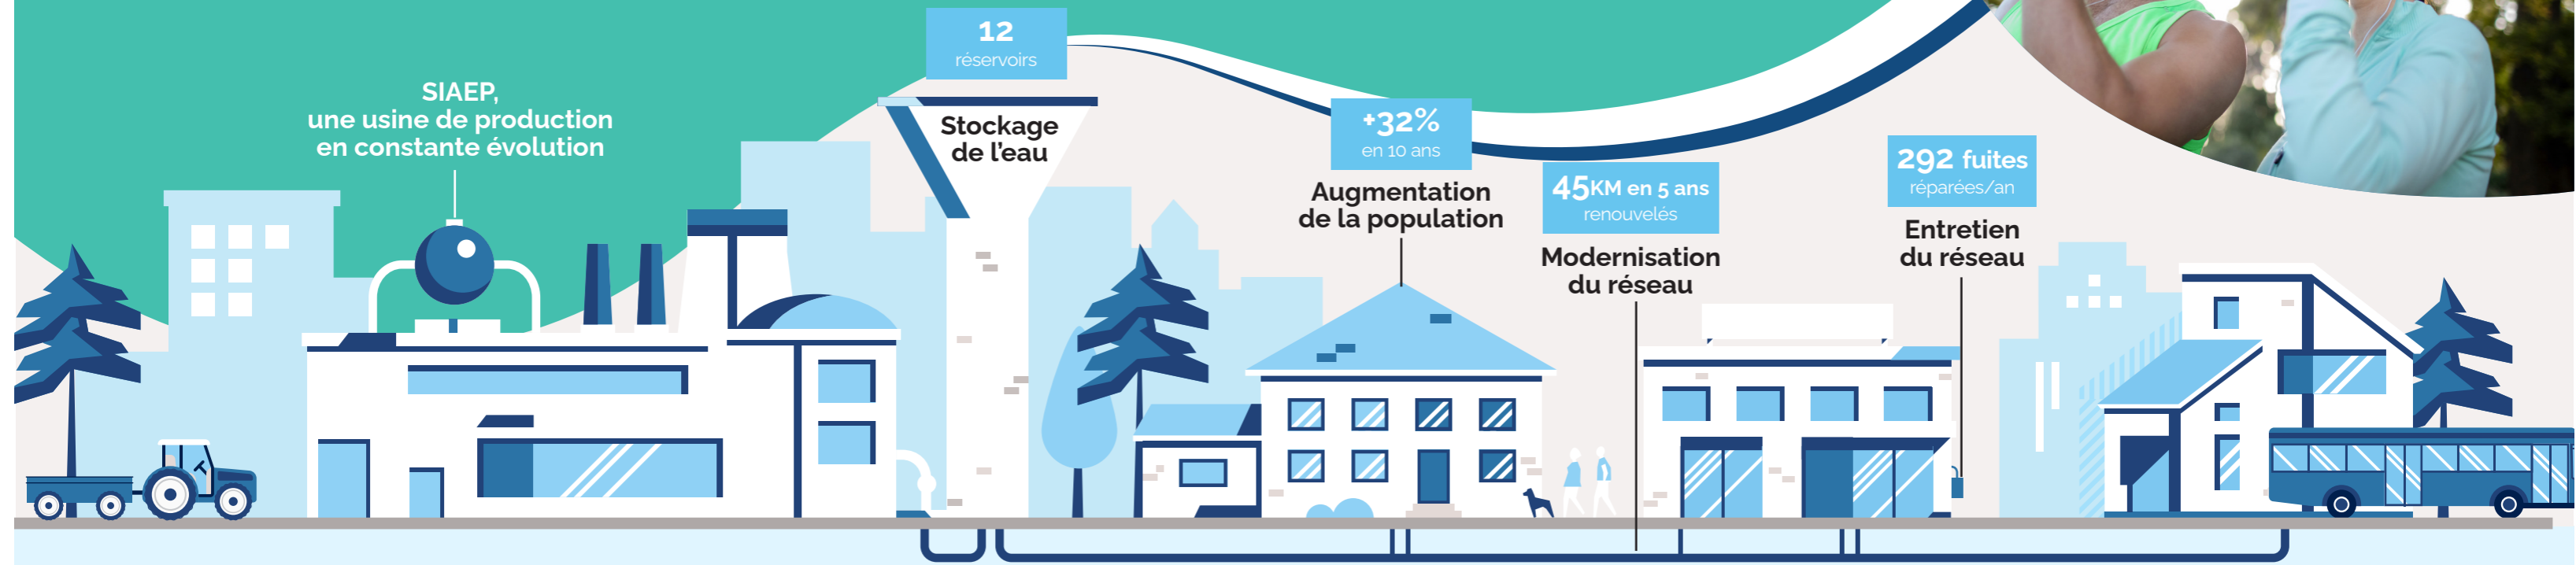 SIAEP,
une usine de production
en constante évolution
12
réservoirs
Stockage
de l'eau
+32%
en 10 ans
Augmentation
de la population
45KM en 5 ans
renouvelés
Modernisation
du réseau
292 fuites
réparées/an
Entretien
du réseau